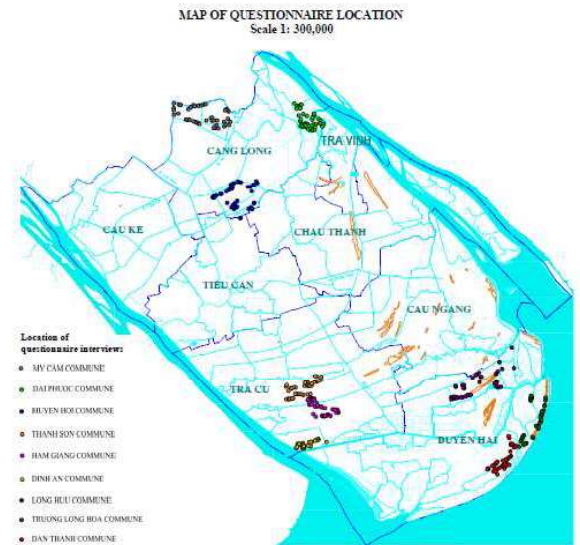 MAP OF QUESTIONNAIRE LOCATION
Scale 1: 300,000
TRA VINH
CANG LONG
CAU KE
CHAU THANH
TIEU CAN
CAU NGANG
TRA CU
DUYEN HAI
Location of
questionnaire interviews
MY CAM COMMUNE
DAI PHUOC COMMUNE
HUYEN HOI COMMUNE
THANH SON COMMUNE
HAM GIANG COMMUNE
DINH AN COMMUNE
LONG HUU COMMUNE
TRUONG LONG HOA COMMUNE
DAN THANH COMMUNE